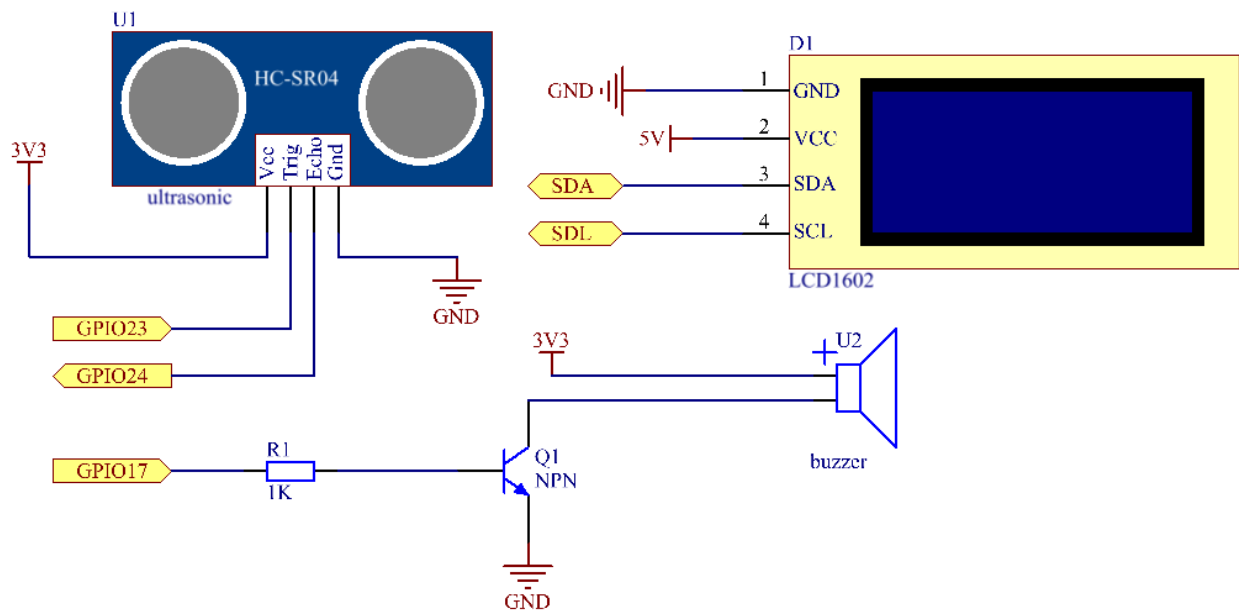 U1
HC-SR04
Vcc
Trig
Echo
Gnd
ultrasonic
3V3
GND
GPIO23
GPIO24
D1
GND
1
GND
5V
2
VCC
SDA
3
SDA
SDL
4
SCL
LCD1602
3V3
U2
buzzer
GPIO17
R1
1K
Q1
NPN
GND